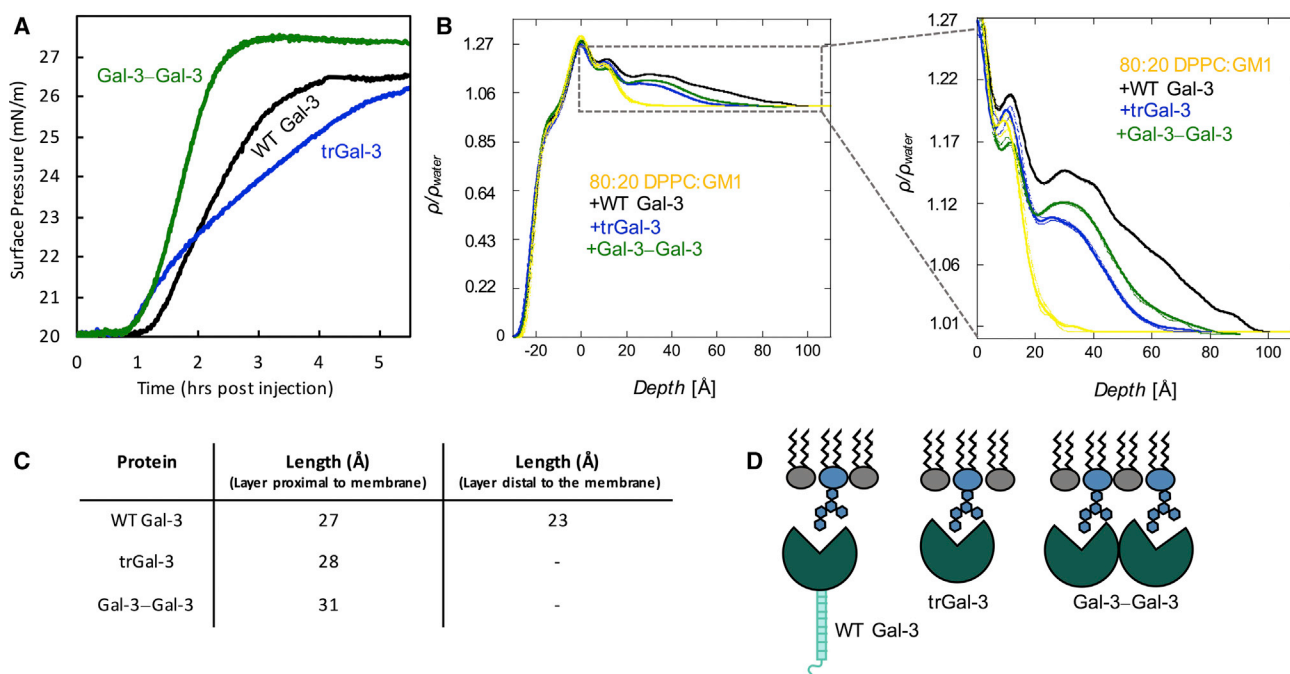 A
27
26
25
24
23
22
21
20
Surface Pressure (mN/m)
Gal-3–Gal-3
WT Gal-3
trGal-3
0 1 2 3 4 5
Time (hrs post injection)
B
1.27
1.06
0.85
0.64
0.43
0.22
0
ρ/ρwater
80:20 DPPC:GM1
+WT Gal-3
+trGal-3
+Gal-3–Gal-3
-20 0 20 40 60 80 100
Depth [Å]
1.27
1.22
1.17
1.12
1.06
1.01
ρ/ρwater
80:20 DPPC:GM1
+WT Gal-3
+trGal-3
+Gal-3–Gal-3
0 20 40 60 80 100
Depth [Å]
C
Protein Length (Å) Length (Å)
(Layer proximal to membrane) (Layer distal to the membrane)
WT Gal-3 27 23
trGal-3 28 -
Gal-3–Gal-3 31 -
D
WT Gal-3
trGal-3
Gal-3–Gal-3